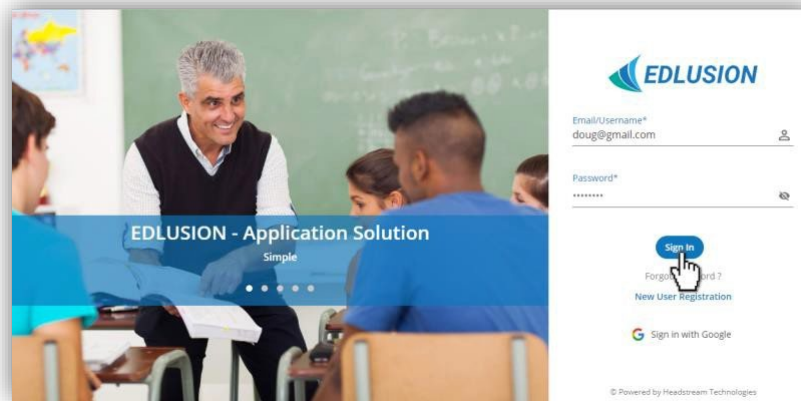 EDLUSION - Application Solution
Simple
EDLUSION
Email/Username*
doug@gmail.com
Password*
••••••••
Sign In
New User Registration
Sign in with Google
© Powered by Headstream Technologies